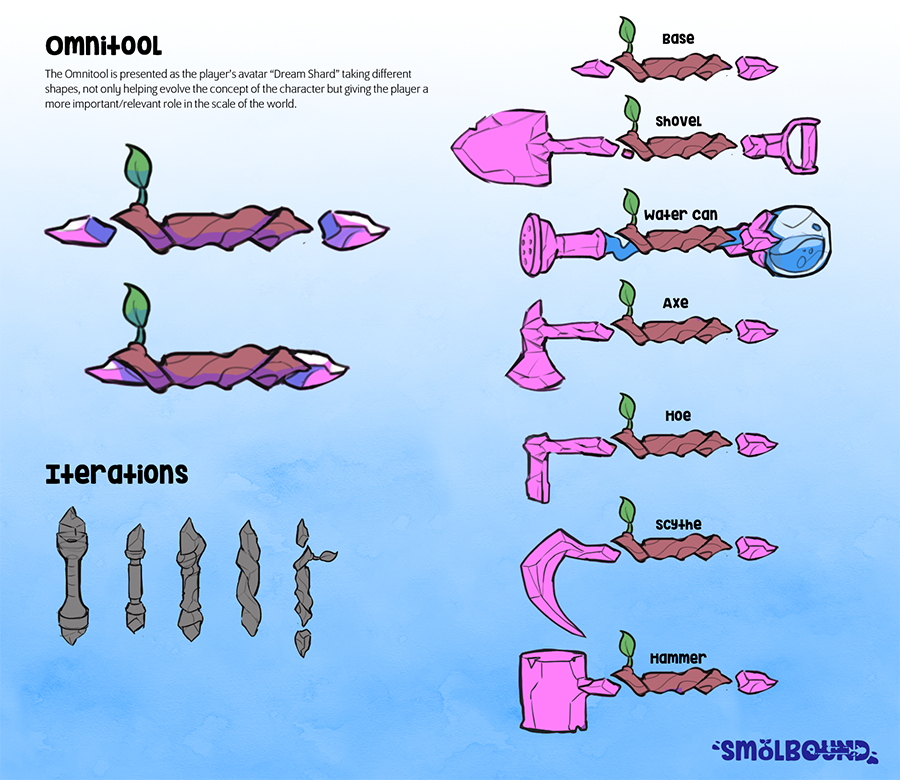 Omnitool
The Omnitool is presented as the player's avatar “Dream Shard” taking different
shapes, not only helping evolve the concept of the character but giving the player a
more important/relevant role in the scale of the world.
Base
Shovel
Water Can
Axe
Hoe
Iterations
Scythe
Hammer
SMOLBOUND